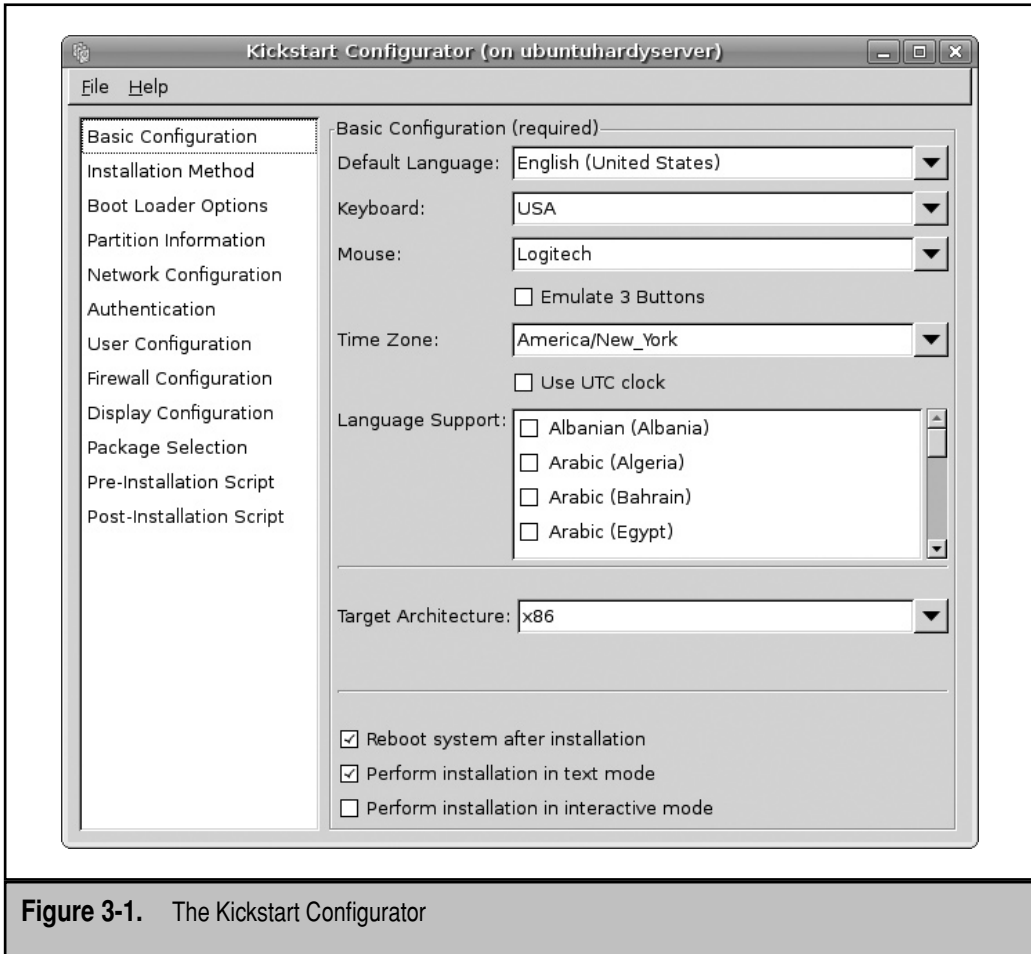 Kickstart Configurator (on ubuntuhardyserver)
File Help
Basic Configuration
Installation Method
Boot Loader Options
Partition Information
Network Configuration
Authentication
User Configuration
Firewall Configuration
Display Configuration
Package Selection
Pre-Installation Script
Post-Installation Script
Basic Configuration (required)
Default Language: English (United States)
Keyboard: USA
Mouse: Logitech
Emulate 3 Buttons
Time Zone: America/New_York
Use UTC clock
Language Support: Albanian (Albania)
Arabic (Algeria)
Arabic (Bahrain)
Arabic (Egypt)
Target Architecture: x86
Reboot system after installation
Perform installation in text mode
Perform installation in interactive mode
Figure 3-1. The Kickstart Configurator